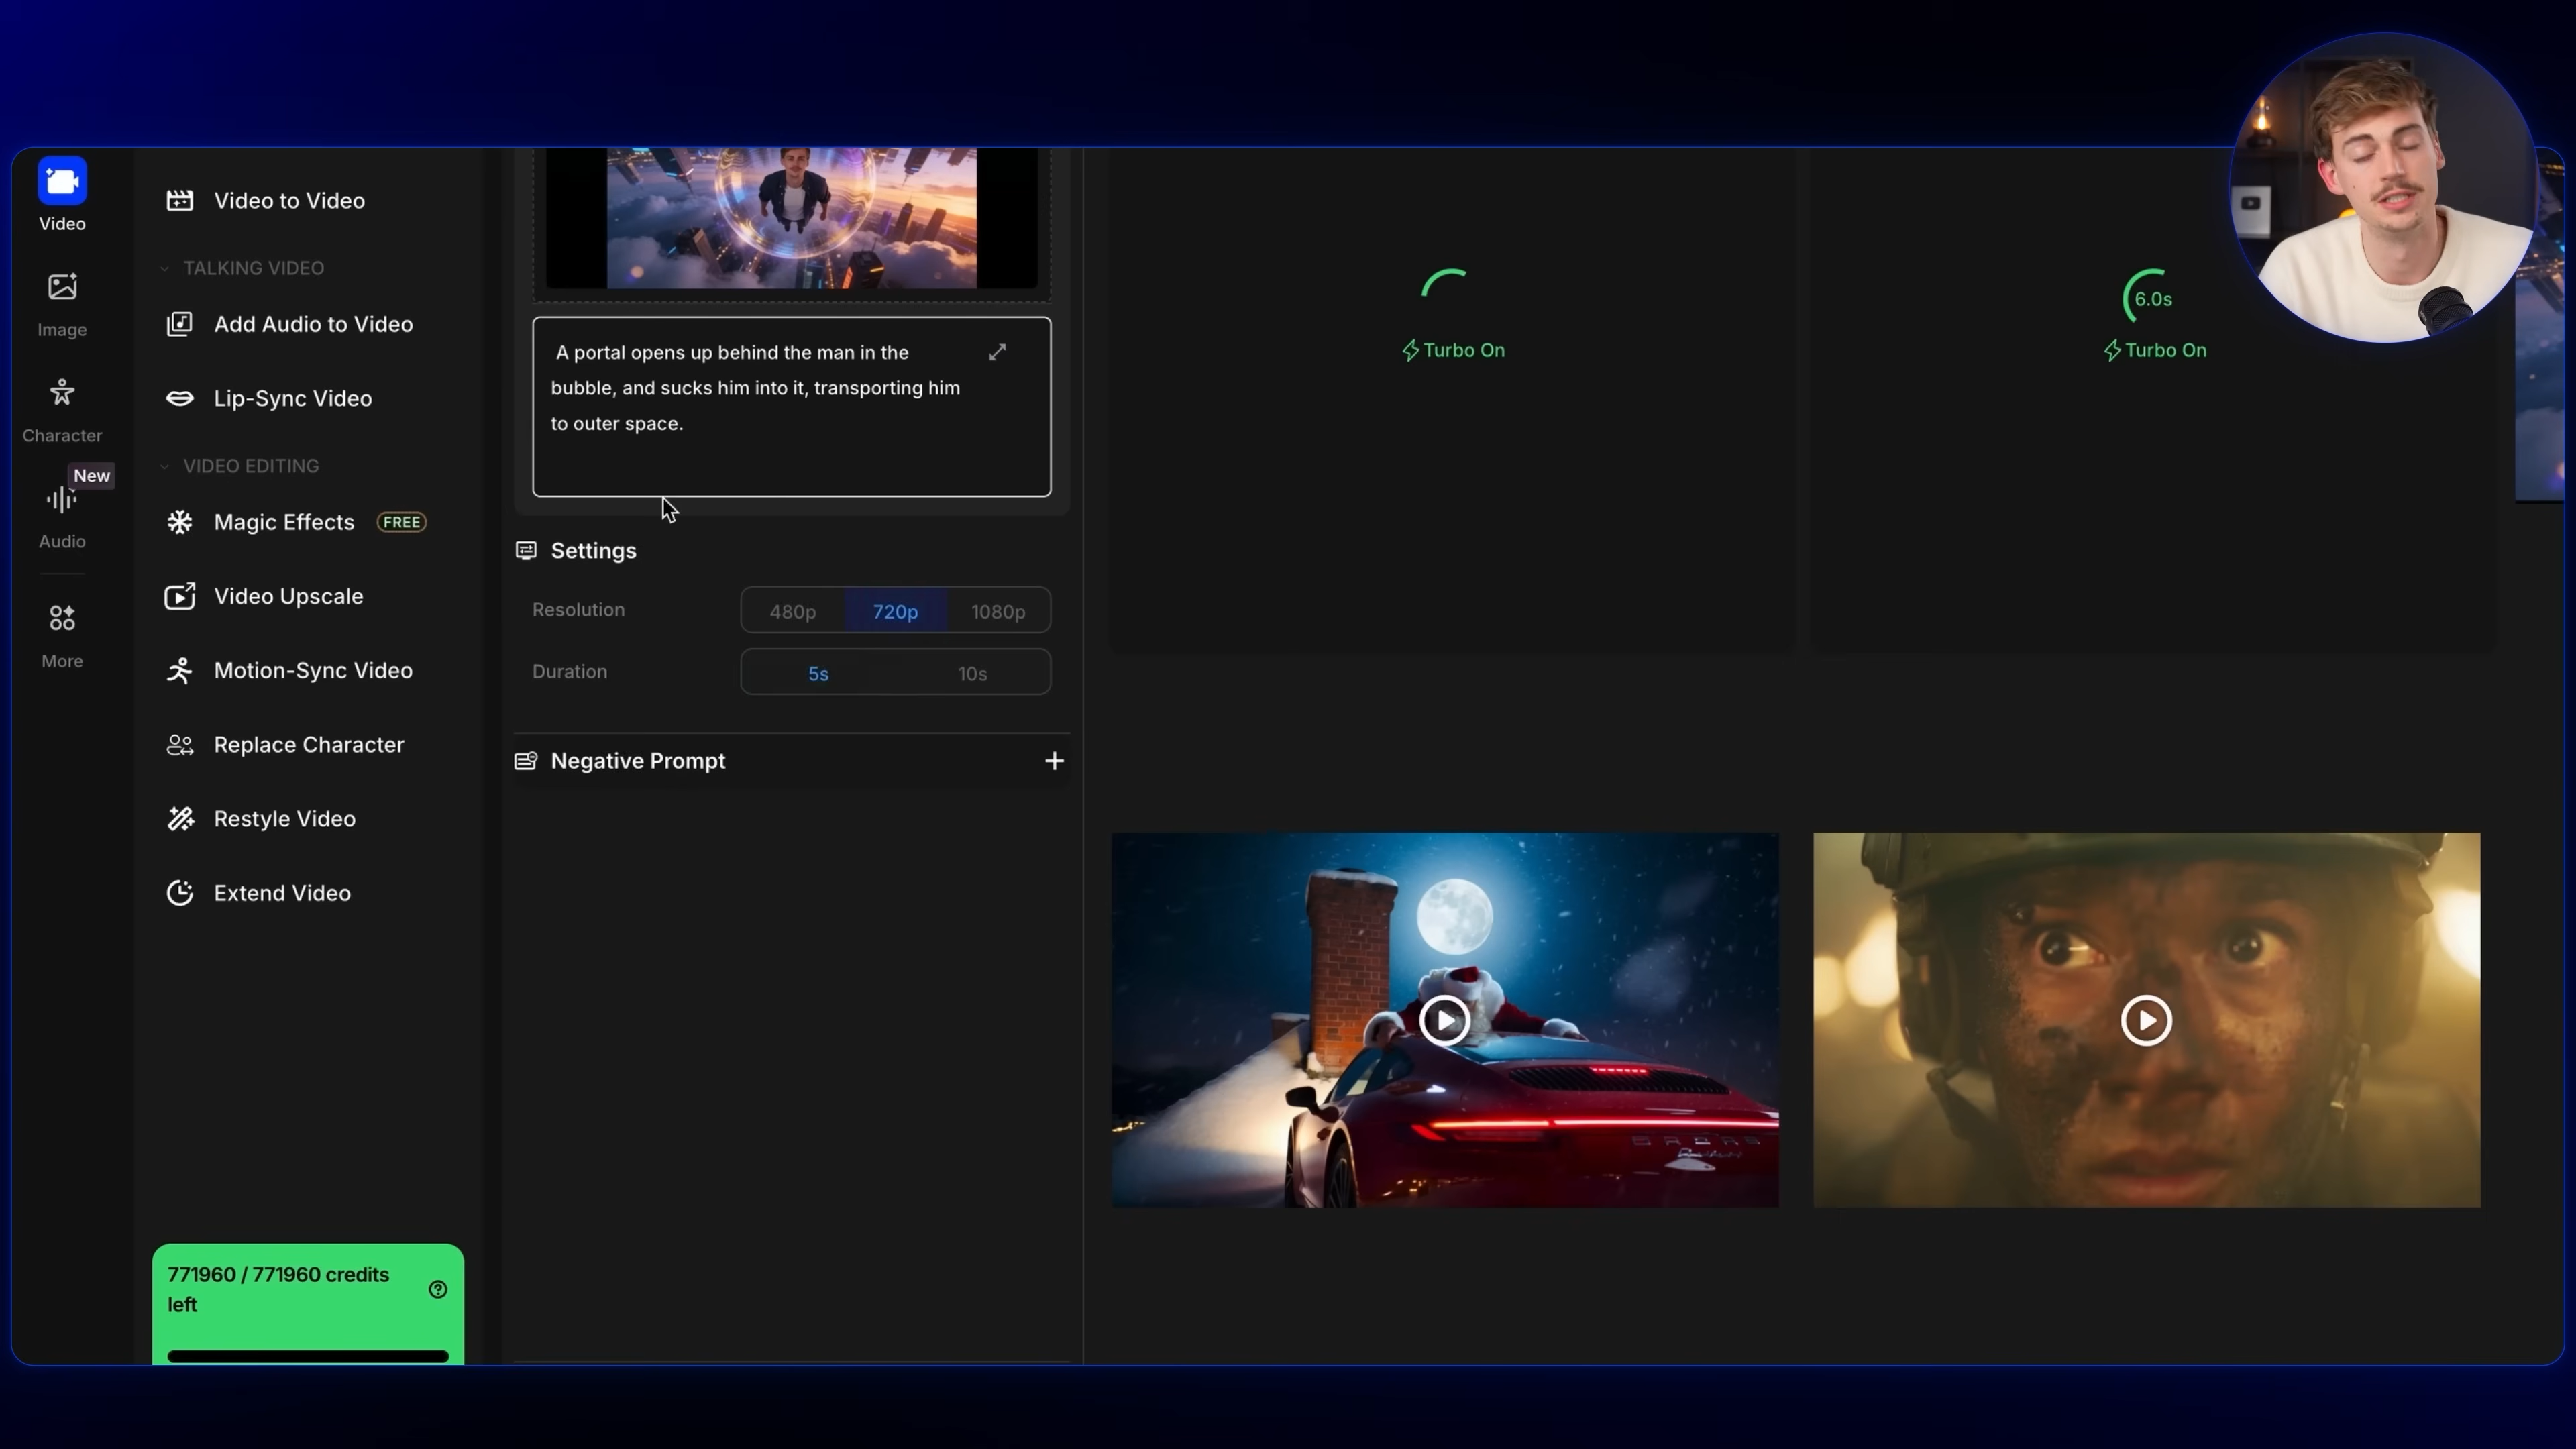 Video
Image
Character
New
Audio
More
Video to Video
TALKING VIDEO
Add Audio to Video
Lip-Sync Video
VIDEO EDITING
Magic Effects FREE
Video Upscale
Motion-Sync Video
Replace Character
Restyle Video
Extend Video
771960 / 771960 credits
left
A portal opens up behind the man in the
bubble, and sucks him into it, transporting him
to outer space.
Settings
Resolution 480p 720p 1080p
Duration 5s 10s
Negative Prompt
Turbo On
6.0s
Turbo On